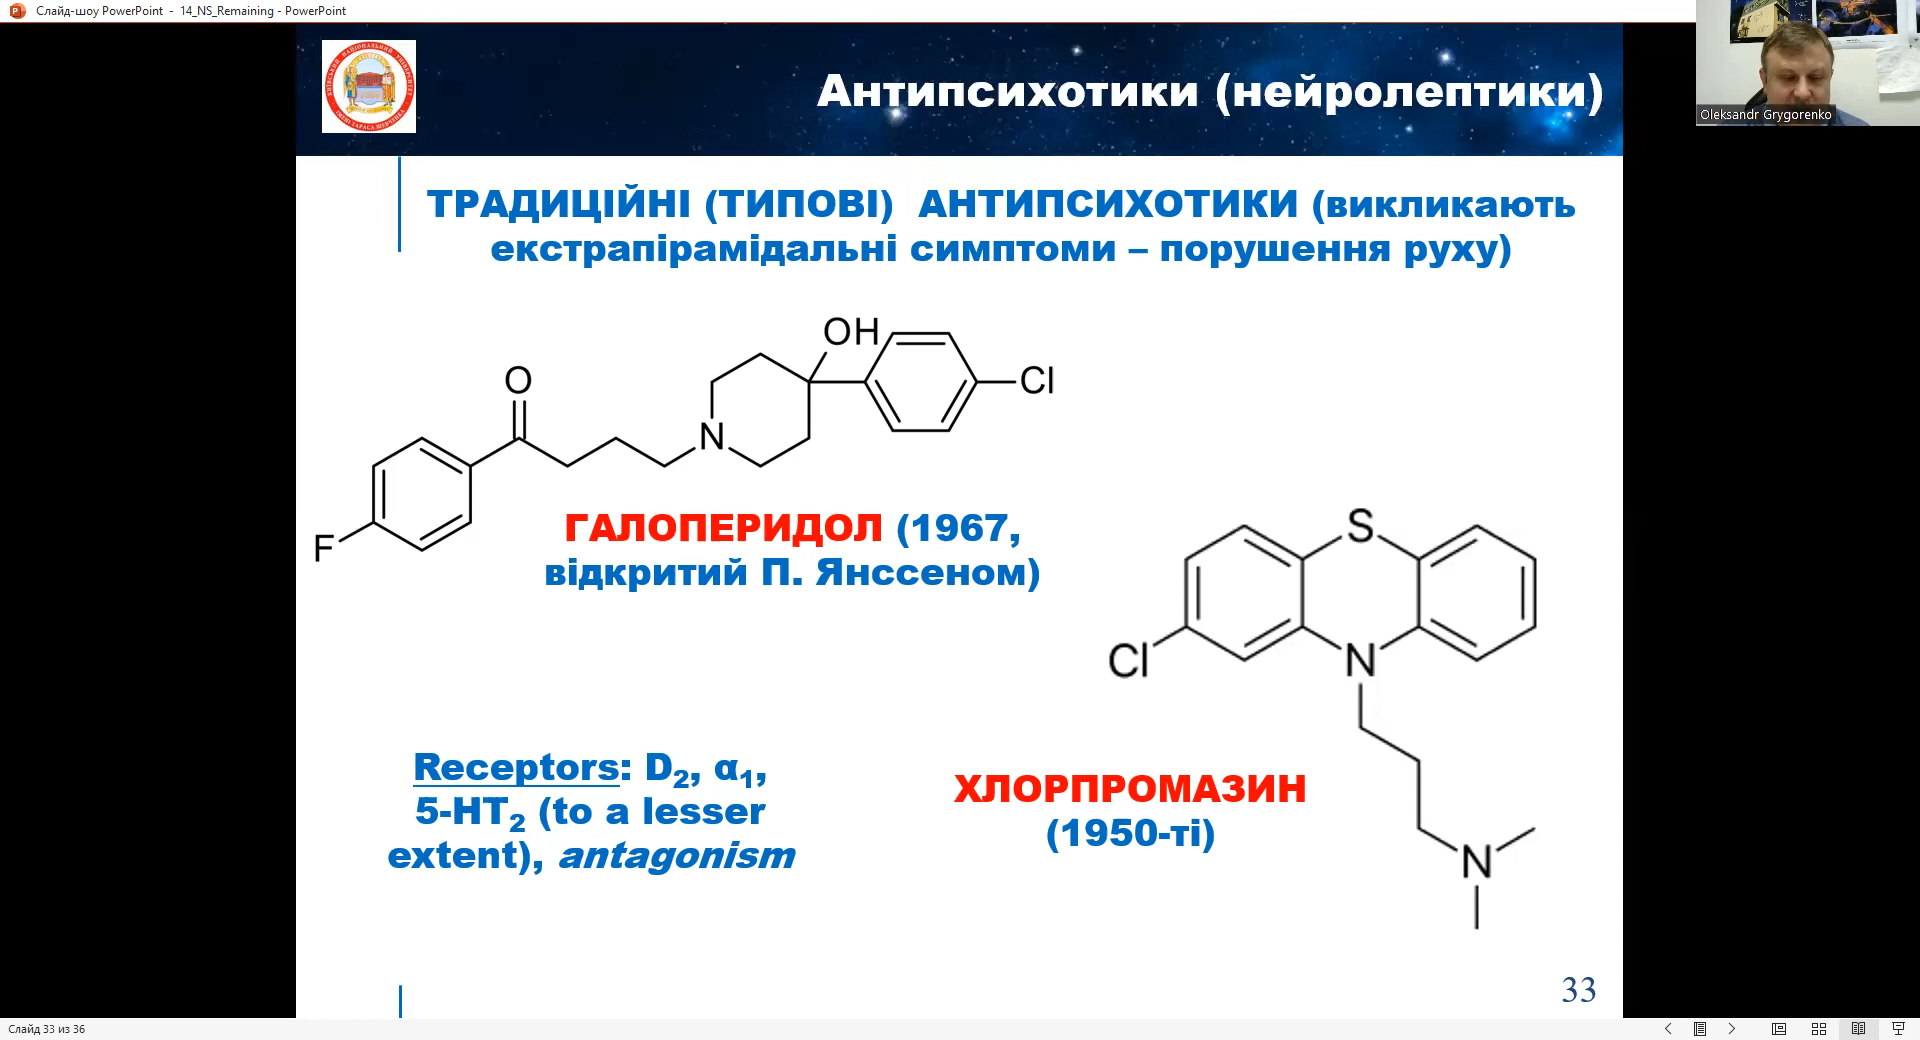 Слайд-шоу PowerPoint - 14_NS_Remaining - PowerPoint
Oleksandr Grygorenko
Антипсихотики (нейролептики)
ТРАДИЦІЙНІ (ТИПОВІ) АНТИПСИХОТИКИ (викликають
екстрапірамідальні симптоми – порушення руху)
OH
O
Cl
N
F
ГАЛОПЕРИДОЛ (1967,
відкритий П. Янссеном)
S
Cl
N
N
Receptors: D2, α1,
5-HT2 (to a lesser
extent), antagonism
ХЛОРПРОМАЗИН
(1950-ті)
33
Слайд 33 из 36